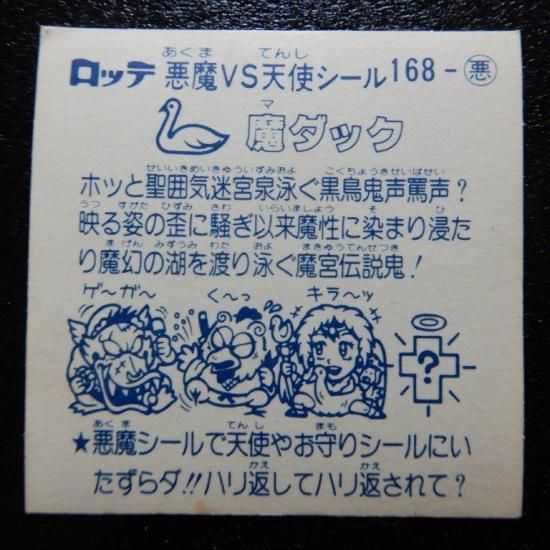 ロッテ 悪魔VS天使シール 168-悪
魔ダック
ホッと聖囲気迷宮泉泳ぐ黒鳥鬼声罵声?
映る姿の歪に騒ぎ以来魔性に染まり浸た
り魔幻の湖を渡り泳ぐ魔宮伝説鬼!
ゲ〜ガ〜 く〜っ キラ〜ッ
?
★悪魔シールで天使やお守りシールにい
たずらダ!!ハリ返してハリ返されて?